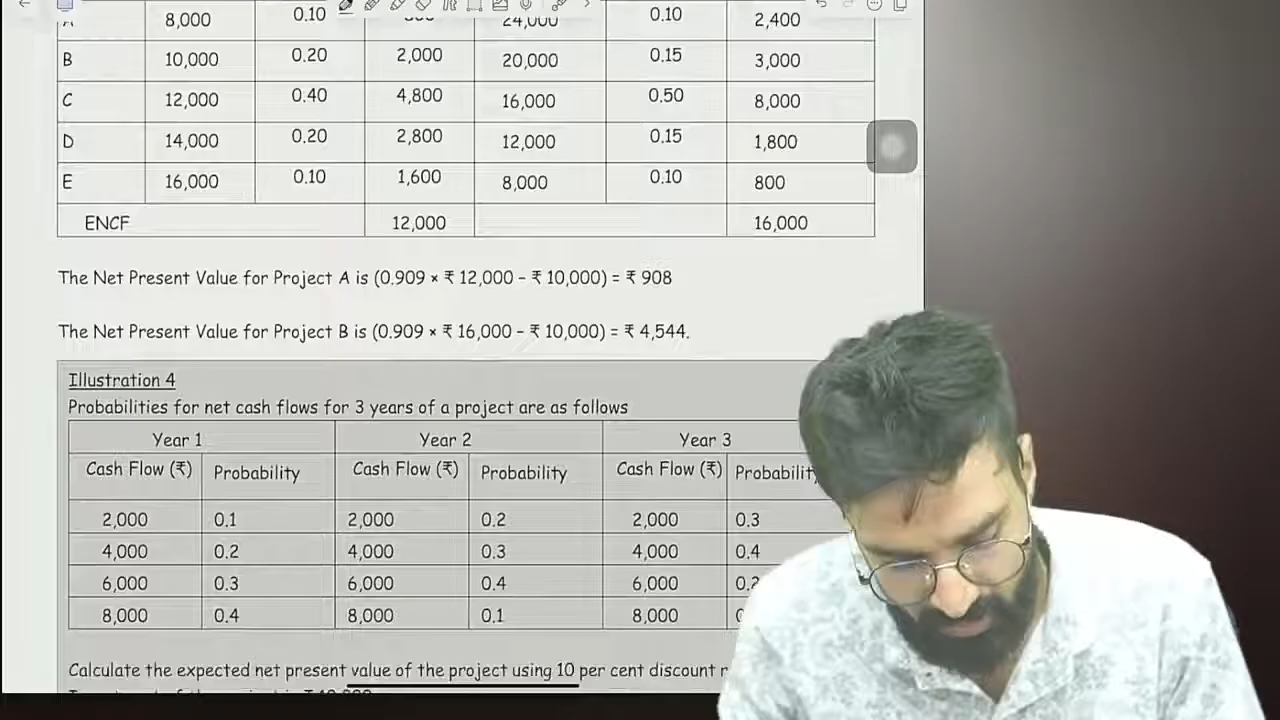 8,000 0.10 24,000 0.10 2,400
B 10,000 0.20 2,000 20,000 0.15 3,000
C 12,000 0.40 4,800 16,000 0.50 8,000
D 14,000 0.20 2,800 12,000 0.15 1,800
E 16,000 0.10 1,600 8,000 0.10 800
ENCF 12,000 16,000
The Net Present Value for Project A is (0.909 × ₹ 12,000 – ₹ 10,000) = ₹ 908
The Net Present Value for Project B is (0.909 × ₹ 16,000 – ₹ 10,000) = ₹ 4,544.
Illustration 4
Probabilities for net cash flows for 3 years of a project are as follows
Year 1 Year 2 Year 3
Cash Flow (₹) Probability Cash Flow (₹) Probability Cash Flow (₹)
2,000 0.1 2,000 0.2 2,000 0.3
4,000 0.2 4,000 0.3 4,000 0.4
6,000 0.3 6,000 0.4 6,000
8,000 0.4 8,000 0.1 8,000
Calculate the expected net present value of the project using 10 per cent discount